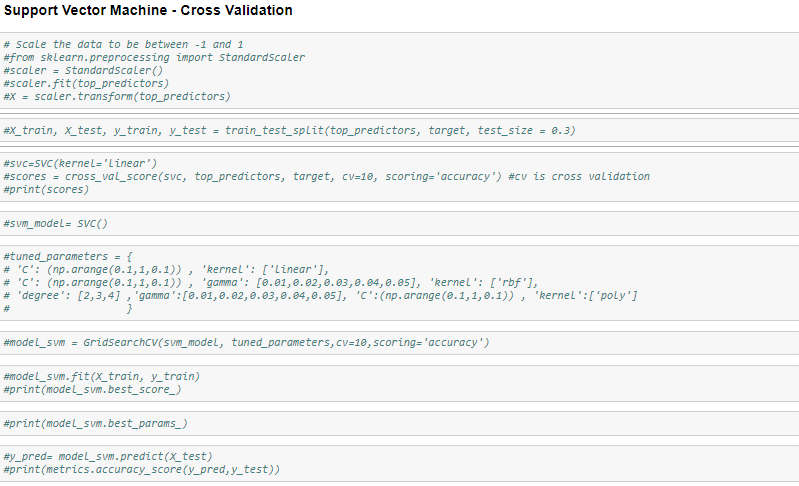 Support Vector Machine - Cross Validation
# Scale the data to be between -1 and 1
#from sklearn.preprocessing import StandardScaler
#scaler = StandardScaler()
#scaler.fit(top_predictors)
#X = scaler.transform(top_predictors)
#X_train, X_test, y_train, y_test = train_test_split(top_predictors, target, test_size = 0.3)
#svc=SVC(kernel='linear')
#scores = cross_val_score(svc, top_predictors, target, cv=10, scoring='accuracy') #cv is cross validation
#print(scores)
#svm_model= SVC()
#tuned_parameters = {
# 'C': (np.arange(0.1,1,0.1)) , 'kernel': ['linear'],
# 'C': (np.arange(0.1,1,0.1)) , 'gamma': [0.01,0.02,0.03,0.04,0.05], 'kernel': ['rbf'],
# 'degree': [2,3,4] ,'gamma':[0.01,0.02,0.03,0.04,0.05], 'C':(np.arange(0.1,1,0.1)) , 'kernel':['poly']
# }
#model_svm = GridSearchCV(svm_model, tuned_parameters,cv=10,scoring='accuracy')
#model_svm.fit(X_train, y_train)
#print(model_svm.best_score_)
#print(model_svm.best_params_)
#y_pred= model_svm.predict(X_test)
#print(metrics.accuracy_score(y_pred,y_test))